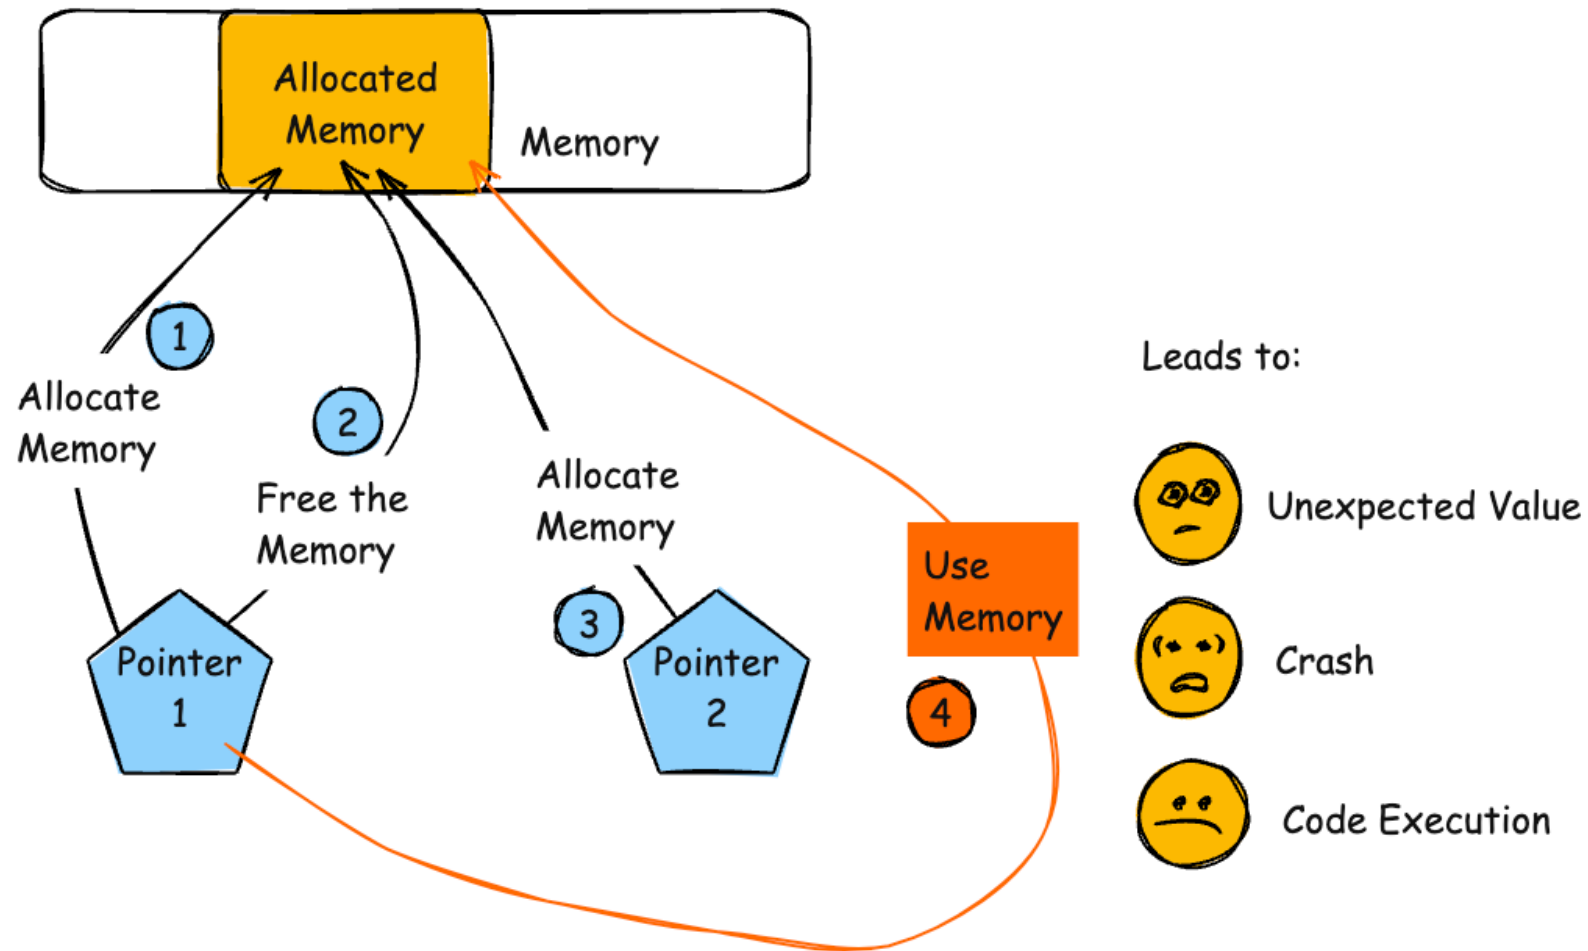 Allocated
Memory
Memory
1
Allocate
Memory
2
Free the
Memory
Allocate
Memory
3
Pointer
1
Pointer
2
Use
Memory
4
Leads to:
Unexpected Value
Crash
Code Execution